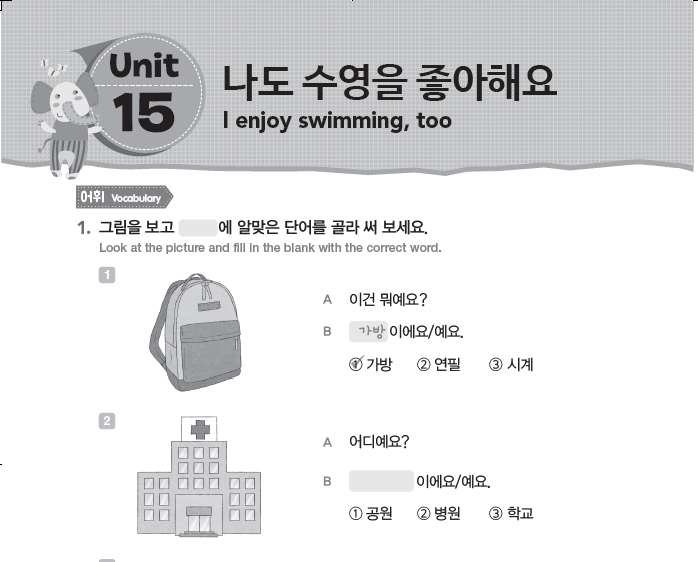 Unit
15
나도 수영을 좋아해요
I enjoy swimming, too
어휘 Vocabulary
1. 그림을 보고 에 알맞은 단어를 골라 써 보세요.
Look at the picture and fill in the blank with the correct word.
1
A 이건 뭐예요?
B 가방 이에요/예요.
① 가방 ② 연필 ③ 시계
2
A 어디예요?
B 이에요/예요.
① 공원 ② 병원 ③ 학교